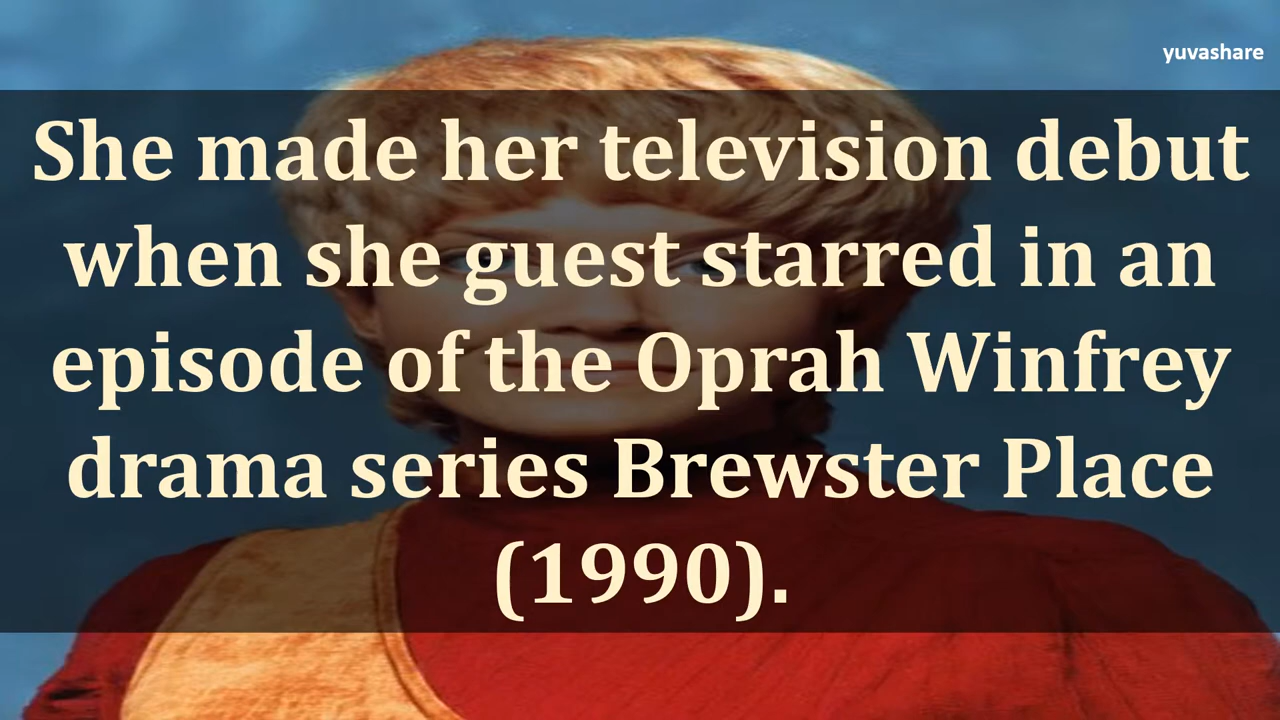 yuvashare
She made her television debut
when she guest starred in an
episode of the Oprah Winfrey
drama series Brewster Place
(1990).